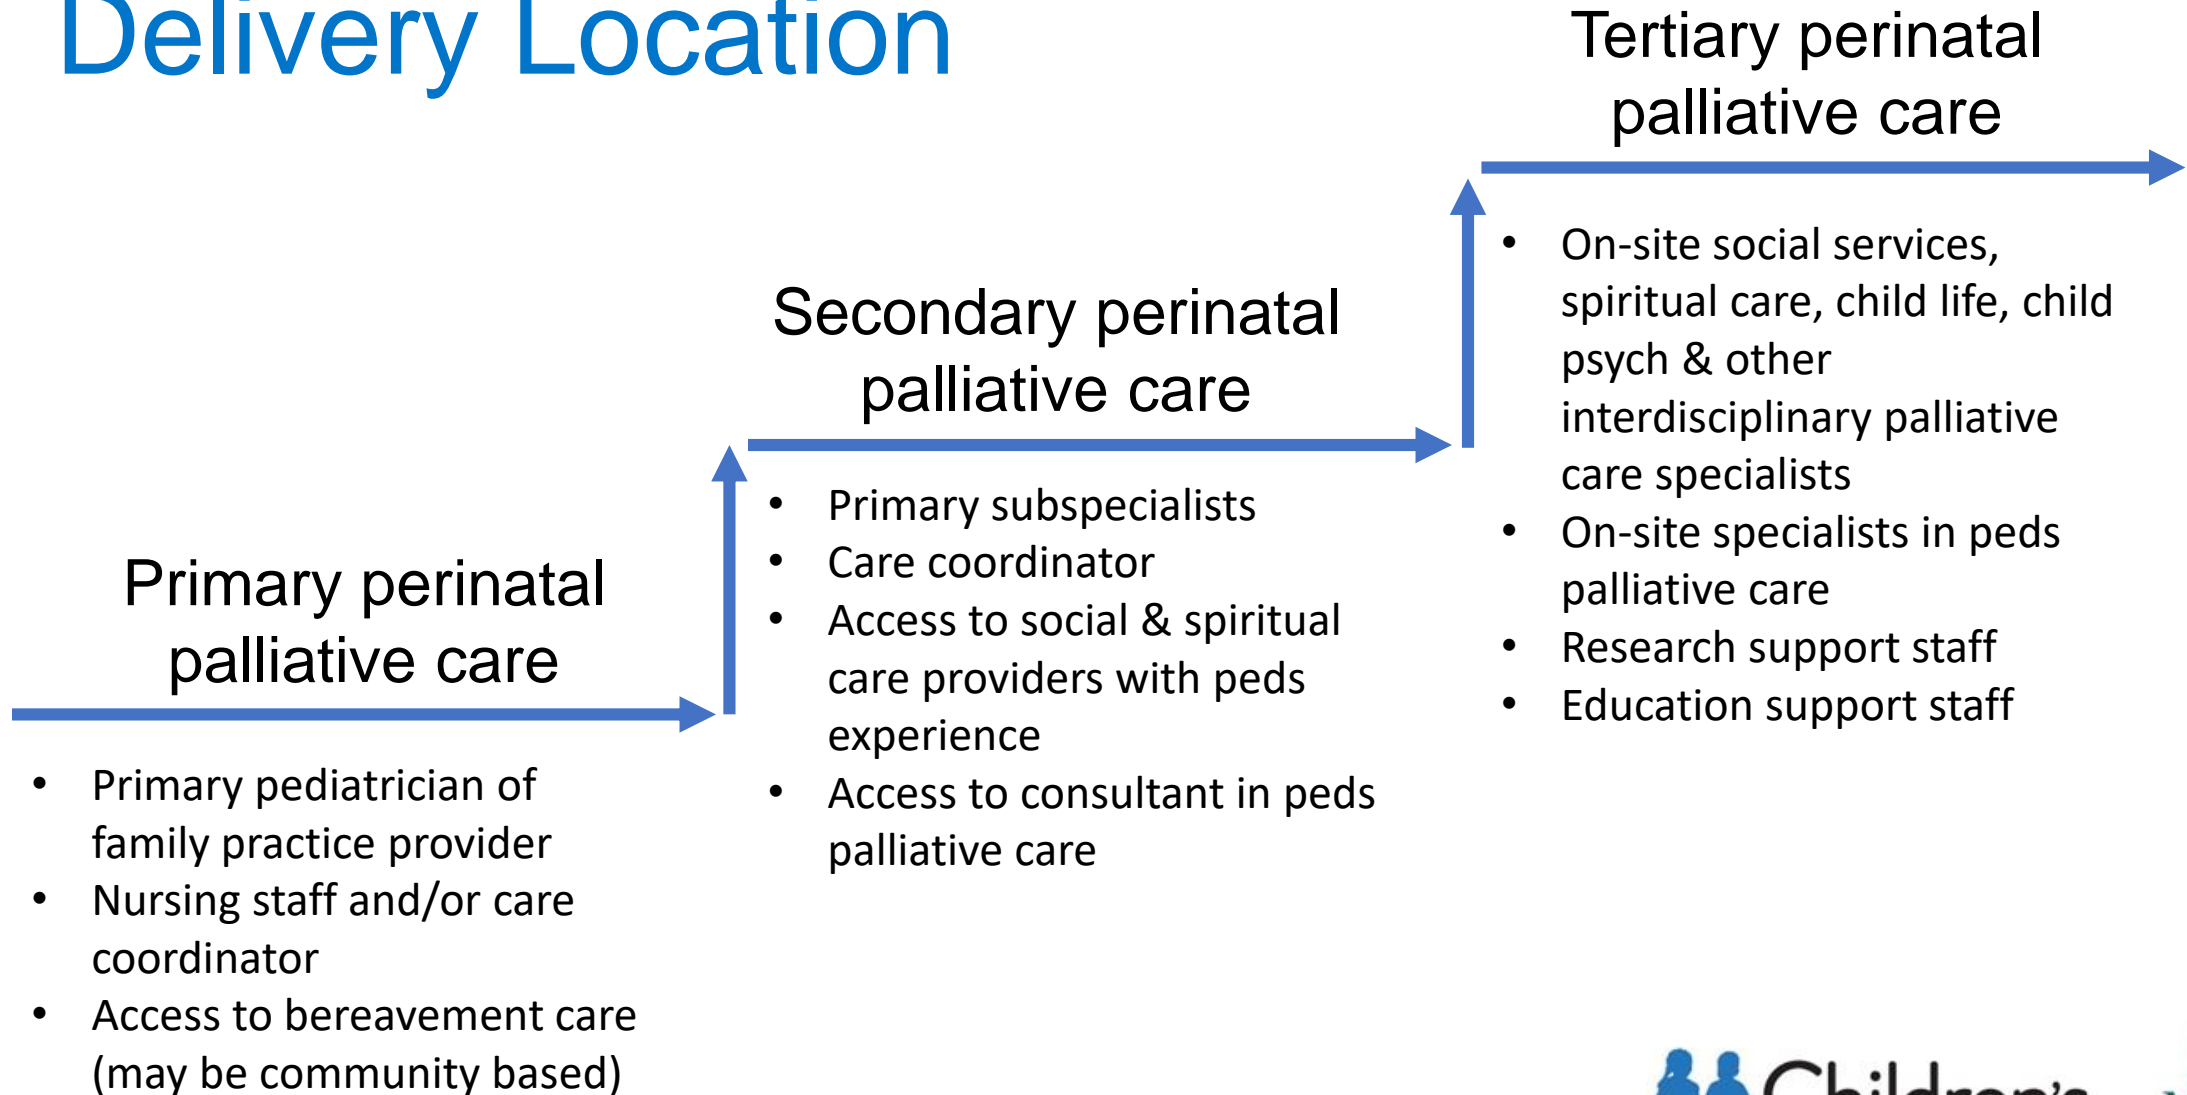 Delivery Location
Primary perinatal
palliative care
• Primary pediatrician of
family practice provider
• Nursing staff and/or care
coordinator
• Access to bereavement care
(may be community based)
Secondary perinatal
palliative care
• Primary subspecialists
• Care coordinator
• Access to social & spiritual
care providers with peds
experience
• Access to consultant in peds
palliative care
Tertiary perinatal
palliative care
• On-site social services,
spiritual care, child life, child
psych & other
interdisciplinary palliative
care specialists
• On-site specialists in peds
palliative care
• Research support staff
• Education support staff
Children's